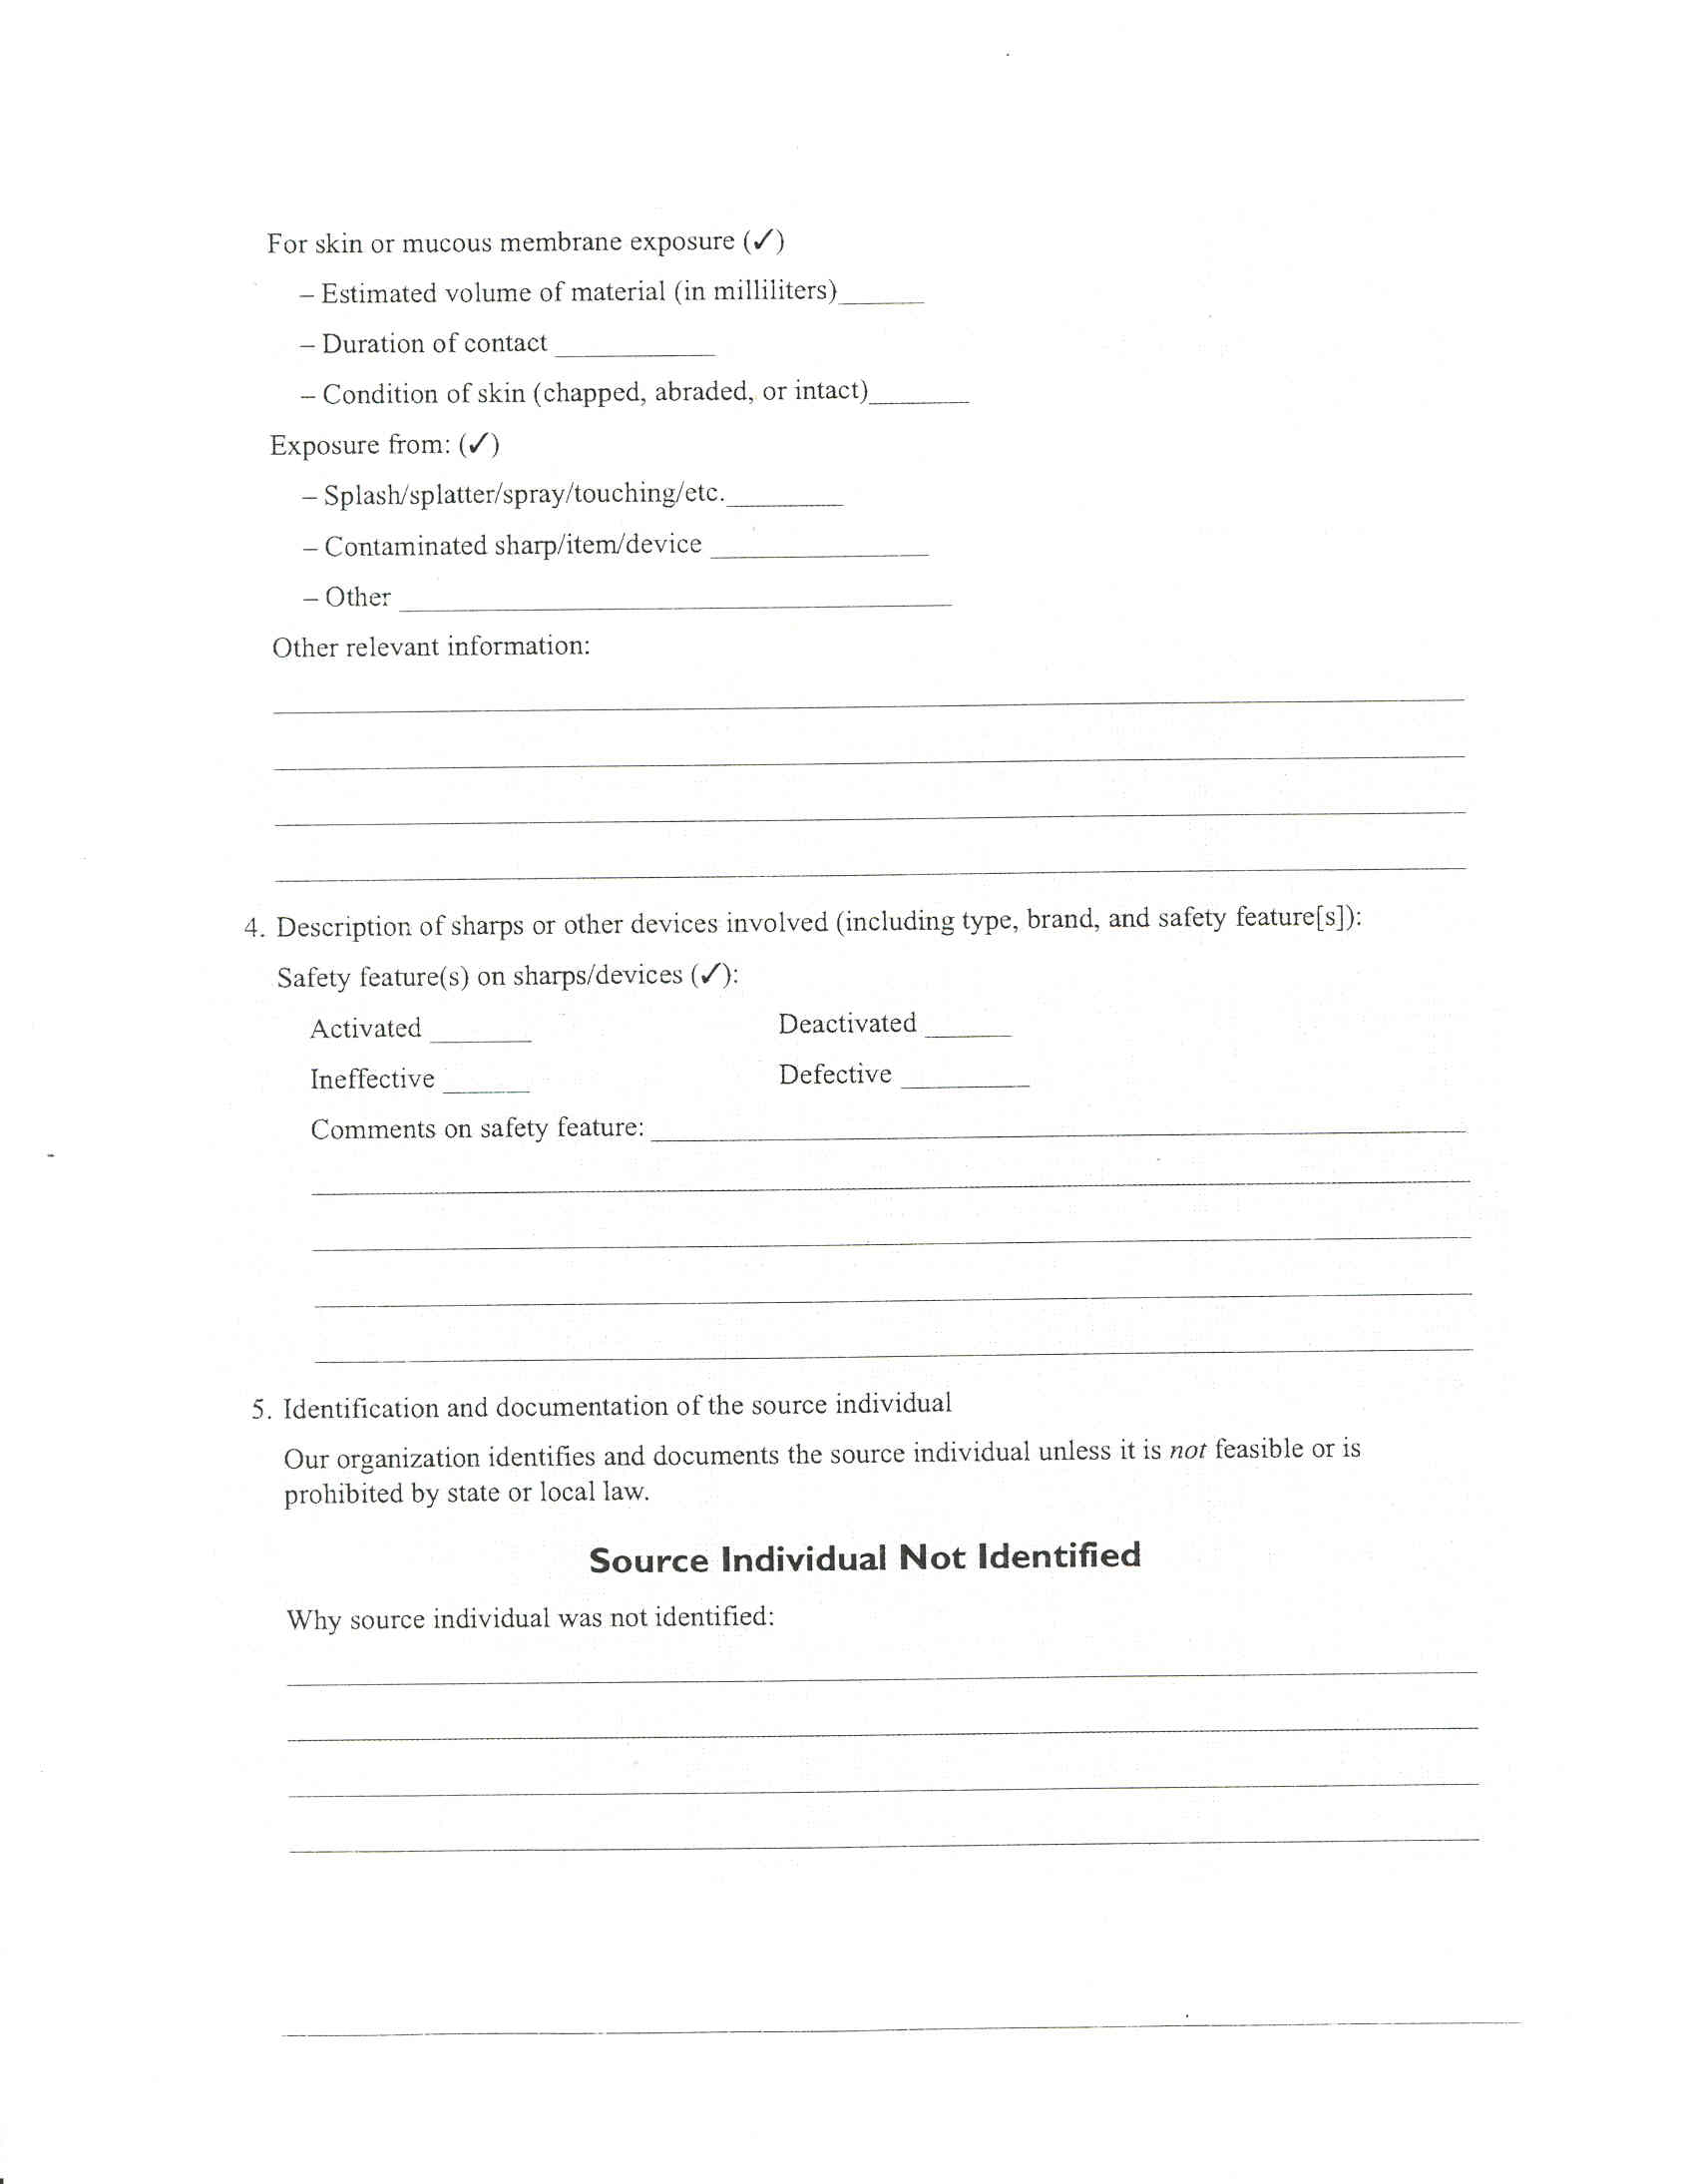 For skin or mucous membrane exposure (✓)
– Estimated volume of material (in milliliters)______
– Duration of contact ___________
– Condition of skin (chapped, abraded, or intact)_______
Exposure from: (✓)
– Splash/splatter/spray/touching/etc.________
– Contaminated sharp/item/device _______________
– Other ______________________________________
Other relevant information:
4. Description of sharps or other devices involved (including type, brand, and safety feature[s]):
Safety feature(s) on sharps/devices (✓):
Activated _______ Deactivated ______
Ineffective ______ Defective _________
Comments on safety feature: ________________________________________________________
5. Identification and documentation of the source individual
Our organization identifies and documents the source individual unless it is not feasible or is
prohibited by state or local law.
Source Individual Not Identified
Why source individual was not identified: